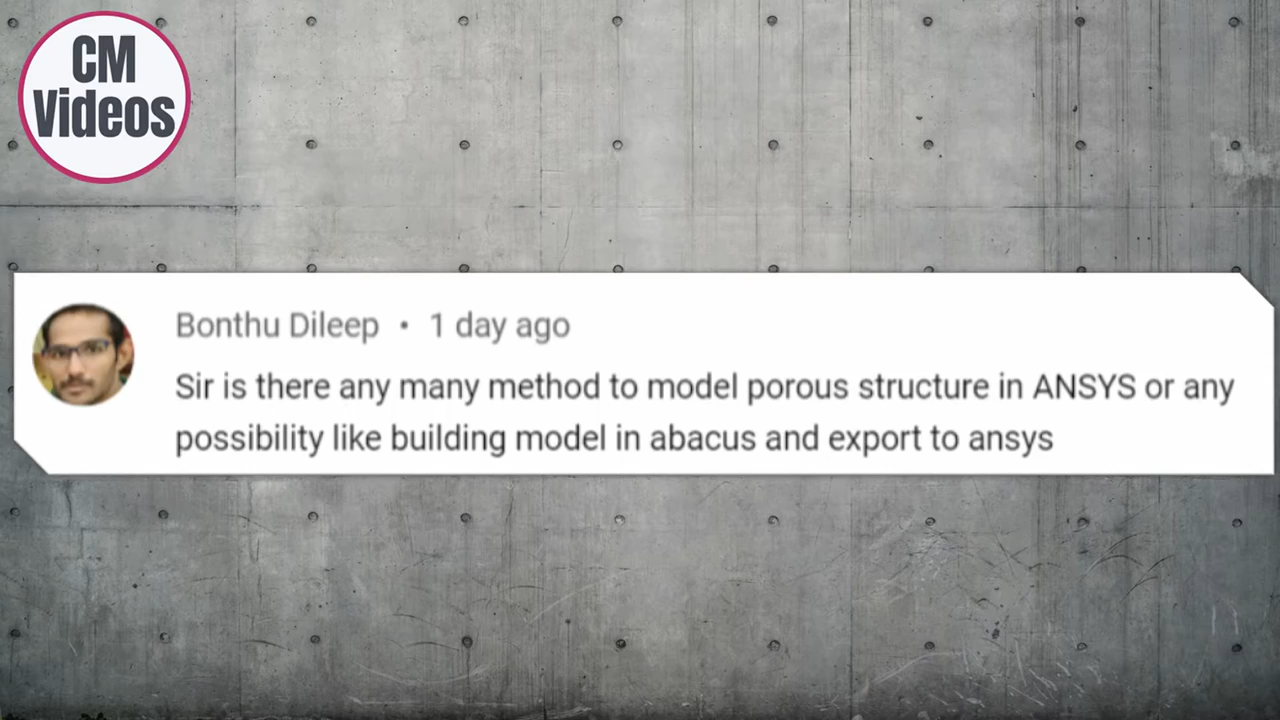 CM
Videos
Bonthu Dileep • 1 day ago
Sir is there any many method to model porous structure in ANSYS or any
possibility like building model in abacus and export to ansys